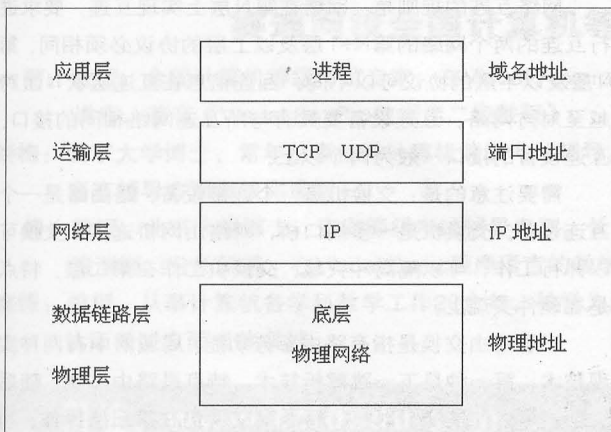 应用层 进程 域名地址
运输层 TCP UDP 端口地址
网络层 IP IP 地址
数据链路层 底层
物理网络 物理地址
物理层